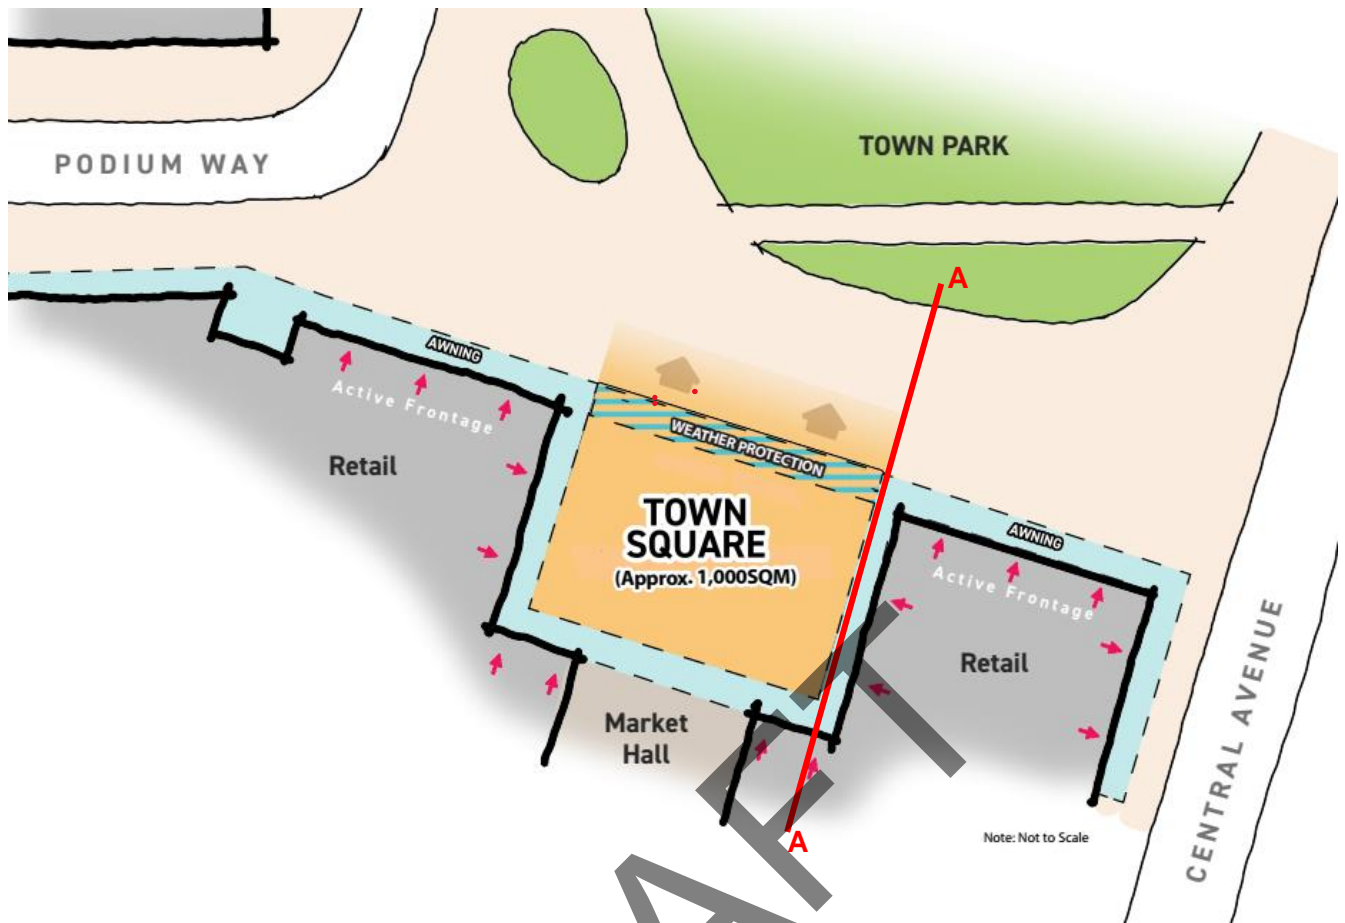 PODIUM WAY
TOWN PARK
A
AWNING
Active Frontage
WEATHER PROTECTION
Retail
TOWN
SQUARE
(Approx. 1,000SQM)
AWNING
Active Frontage
Retail
Market
Hall
CENTRAL AVENUE
Note: Not to Scale
A
AFT